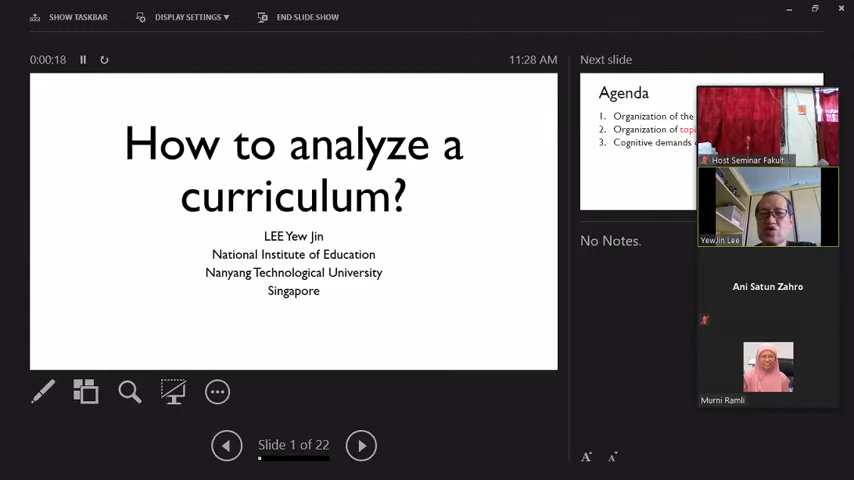 SHOW TASKBAR
DISPLAY SETTINGS ▾
END SLIDE SHOW
0:00:18
11:28 AM
Next slide
How to analyze a
curriculum?
LEE Yew Jin
National Institute of Education
Nanyang Technological University
Singapore
Agenda
1. Organization of the
2. Organization of
3. Cognitive demands
Host Seminar Fakult...
YewJin Lee
Ani Satun Zahro
Murni Ramli
No Notes.
Slide 1 of 22
A A